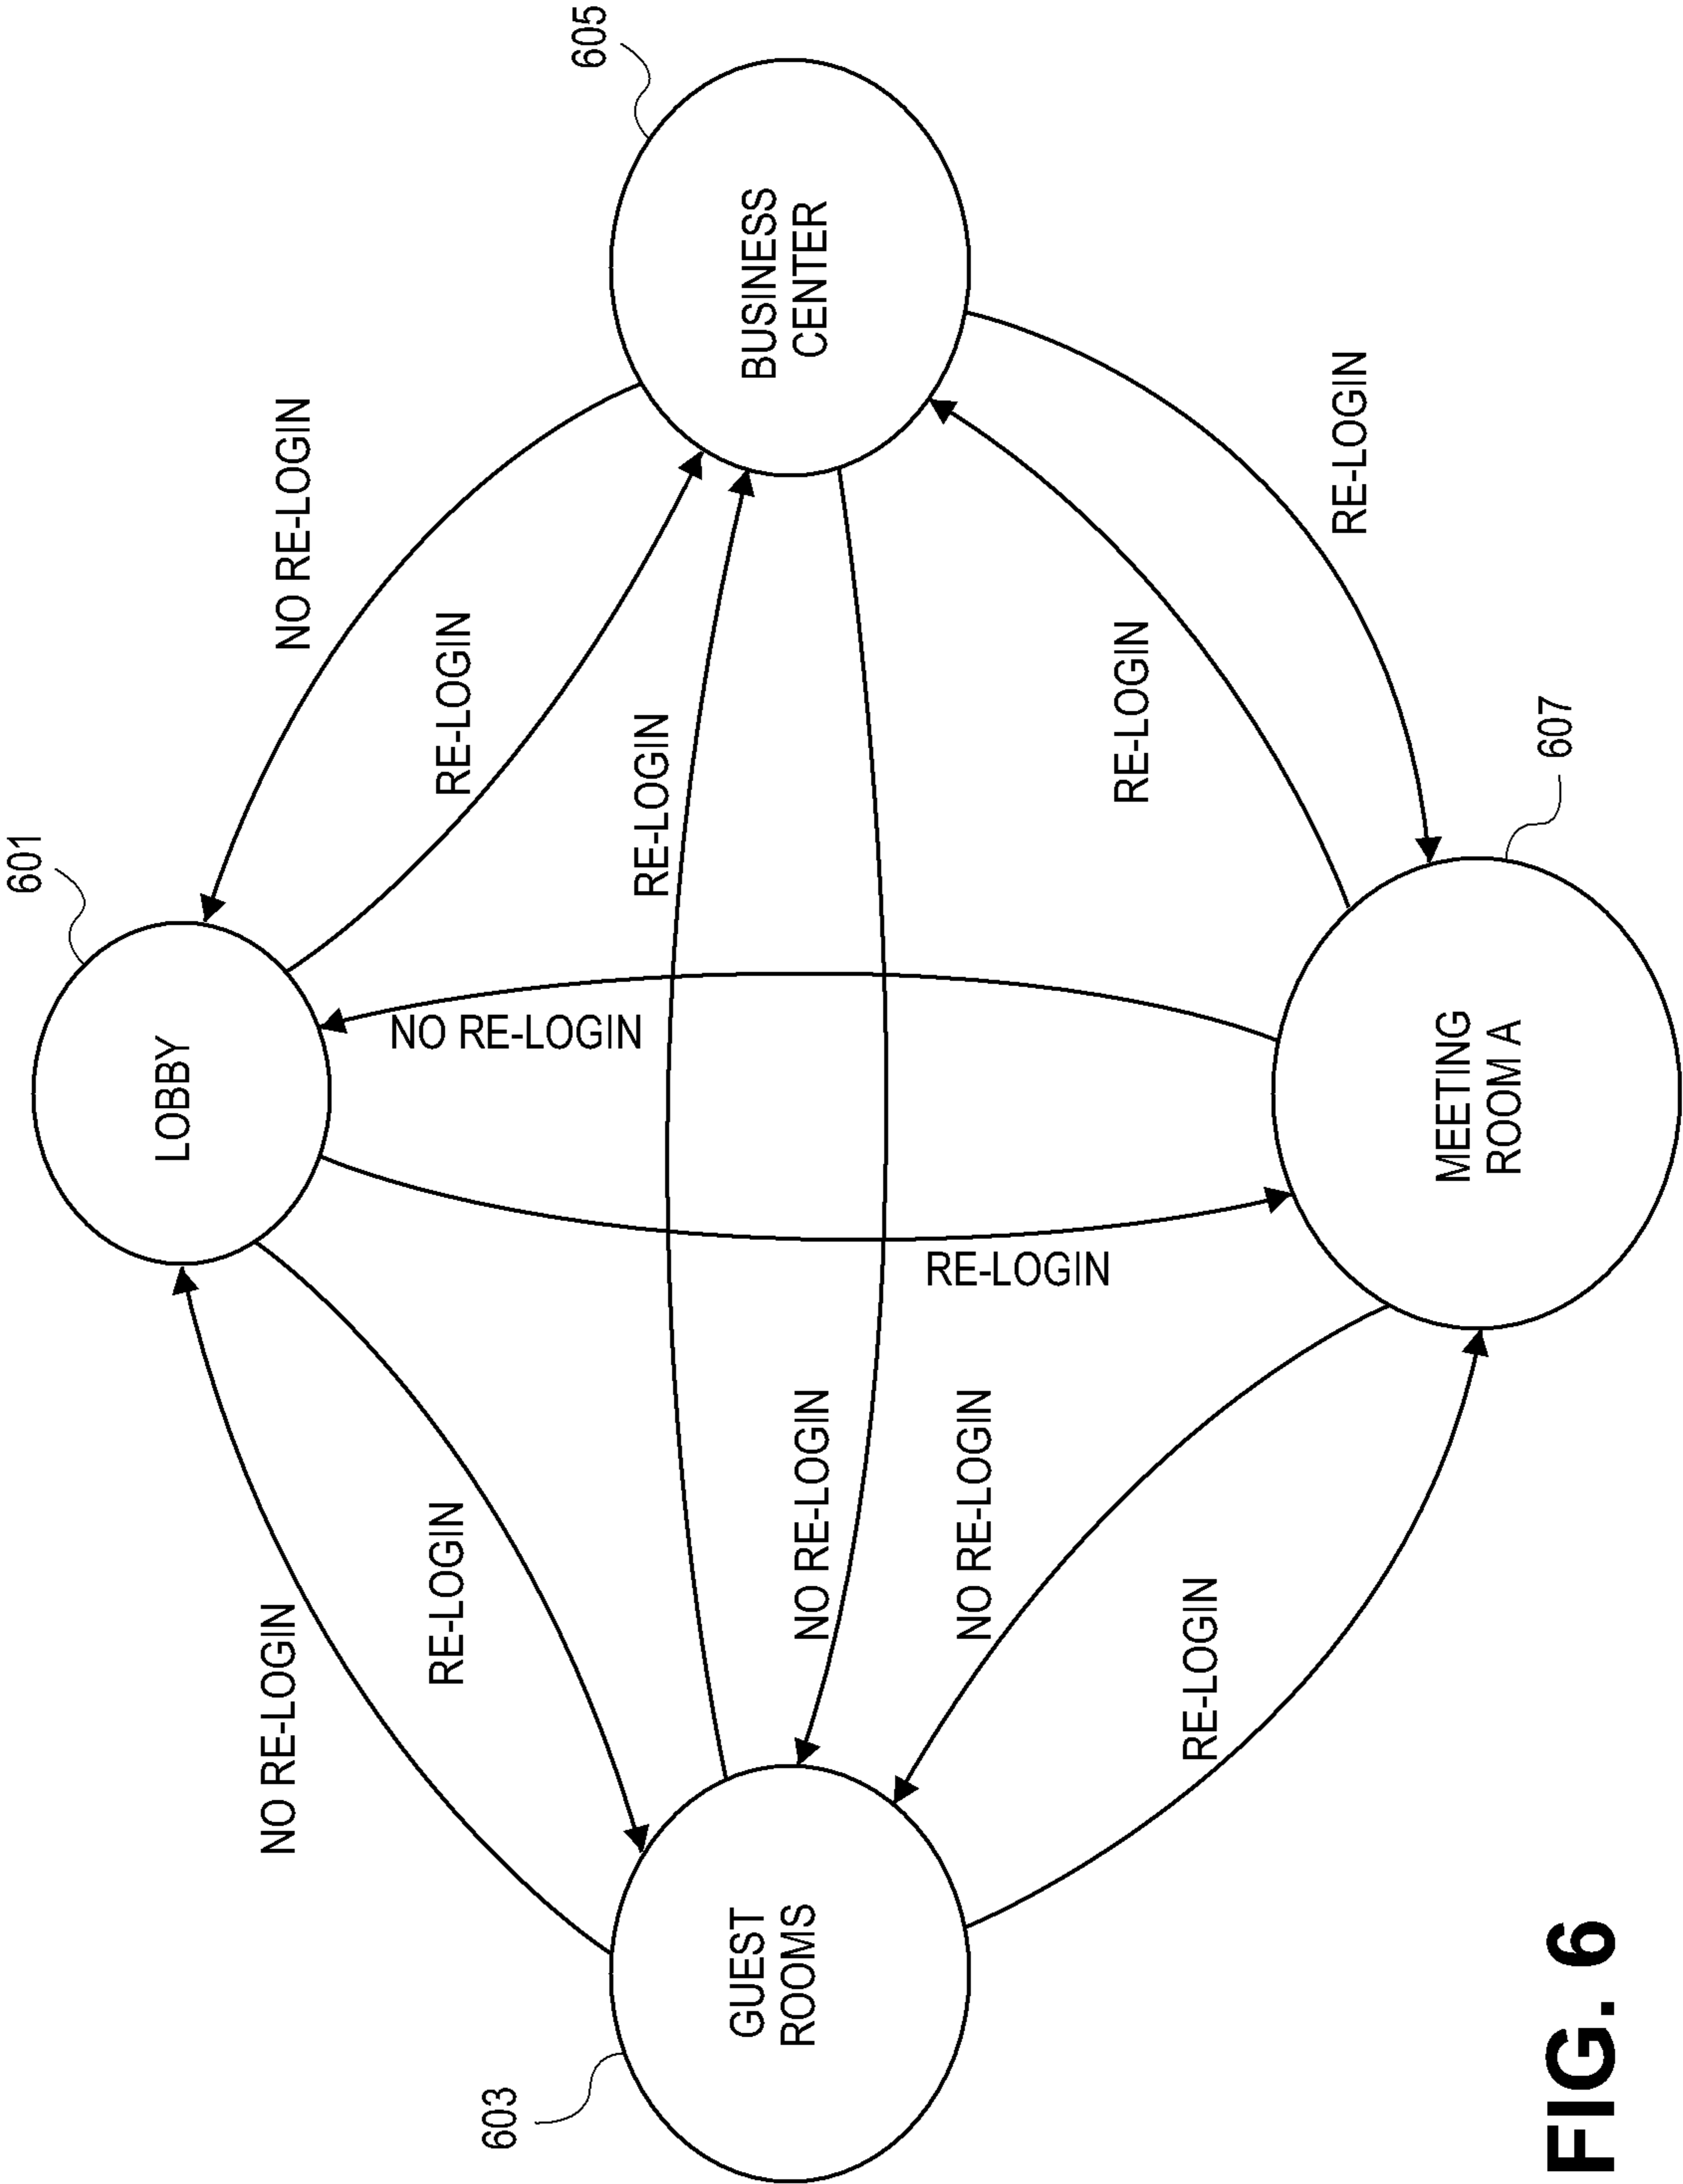 601
LOBBY
NO RE-LOGIN
RE-LOGIN
NO RE-LOGIN
RE-LOGIN
603
GUEST
ROOMS
RE-LOGIN
NO RE-LOGIN
NO RE-LOGIN
RE-LOGIN
605
BUSINESS
CENTER
NO RE-LOGIN
RE-LOGIN
RE-LOGIN
RE-LOGIN
607
MEETING
ROOM A
FIG. 6